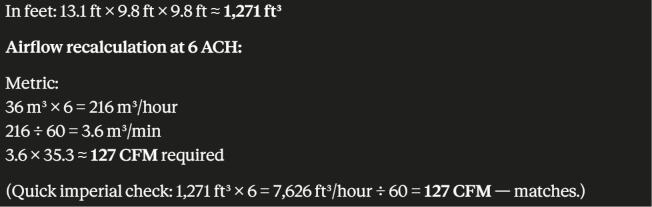 In feet: 13.1 ft × 9.8 ft × 9.8 ft ≈ 1,271 ft³
Airflow recalculation at 6 ACH:
Metric:
36 m³ × 6 = 216 m³/hour
216 ÷ 60 = 3.6 m³/min
3.6 × 35.3 ≈ 127 CFM required
(Quick imperial check: 1,271 ft³ × 6 = 7,626 ft³/hour ÷ 60 = 127 CFM — matches.)